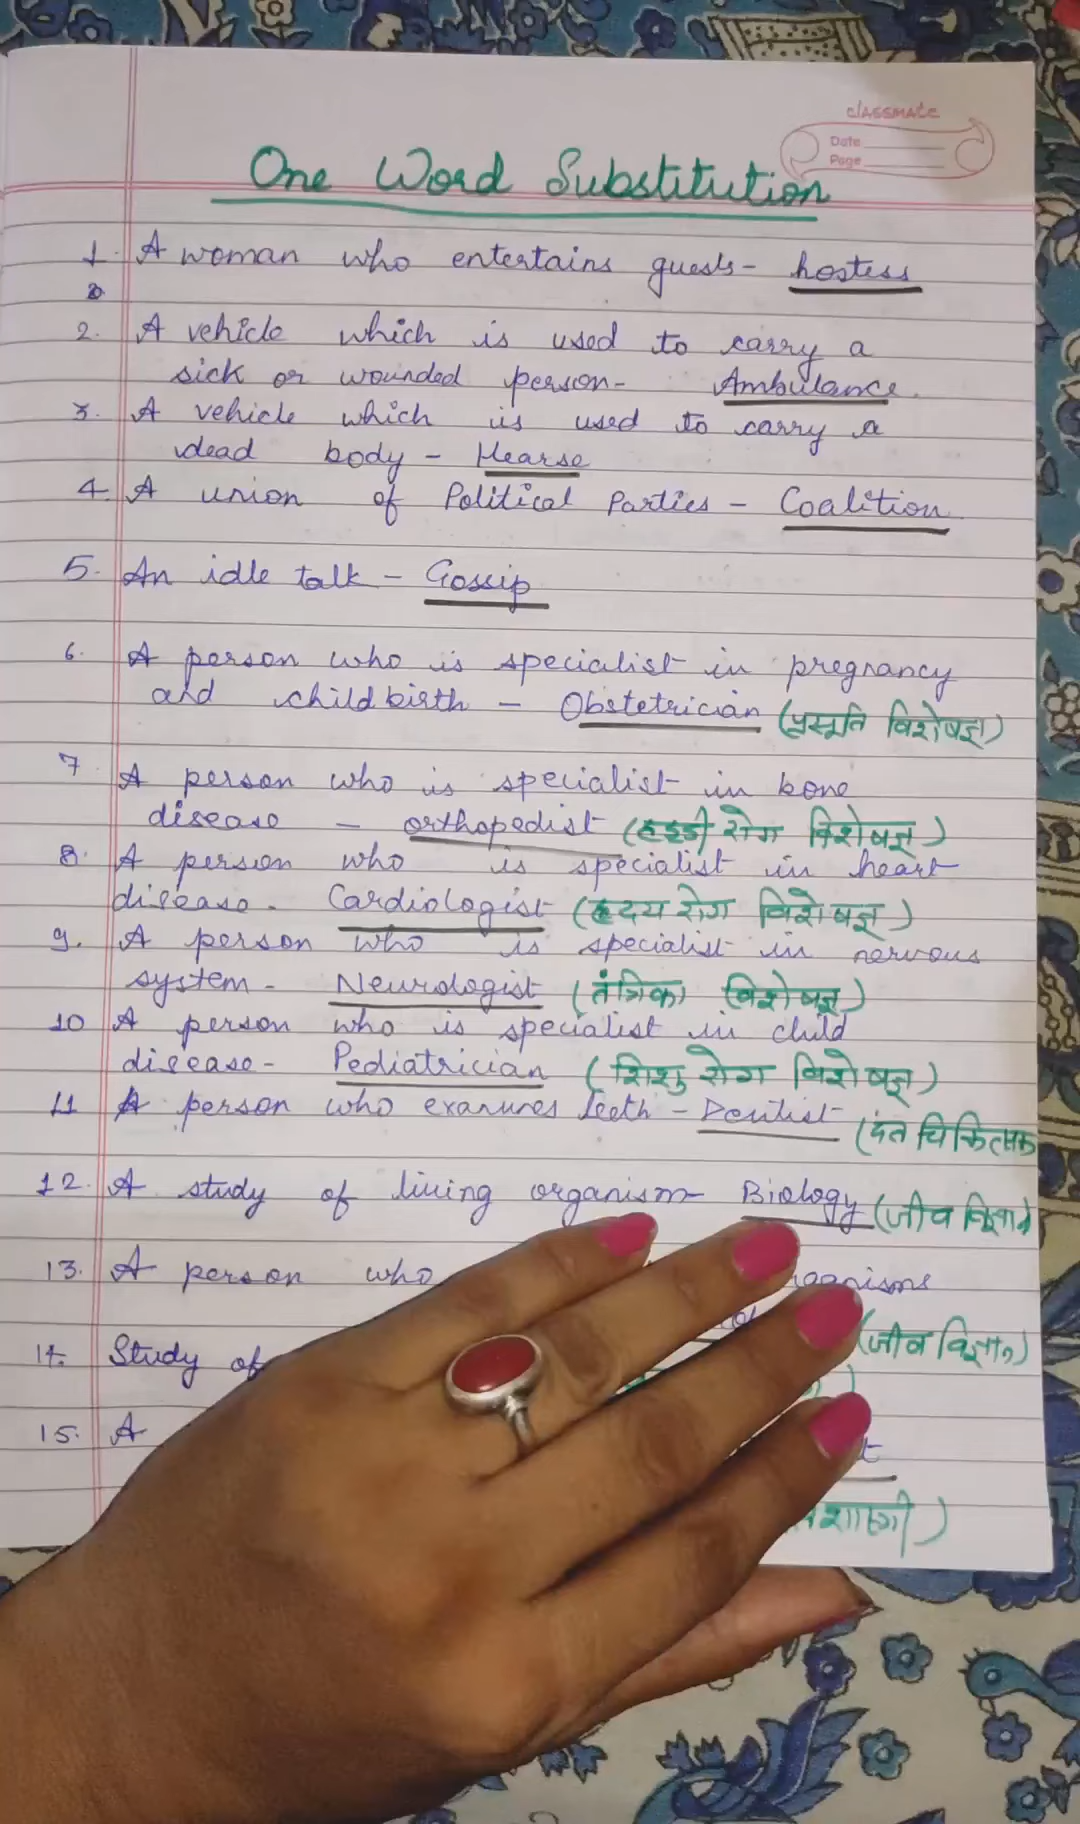 classmate
Date
Page
One Word Substitution
1. A woman who entertains guests- hostess
2. A vehicle which is used to carry a
sick or wounded person- Ambulance.
3. A vehicle which is used to carry a
dead body - Hearse
4. A union of Political Parties - Coalition
5. An idle talk - Gossip
6. A person who is specialist in pregnancy
and childbirth - Obstetrician (प्रसूति विशेषज्ञ)
7 A person who is specialist in bone
disease - orthopedist (हड्डी रोग विशेषज्ञ)
8. A person who is specialist in heart
disease- Cardiologist (हृदय रोग विशेषज्ञ)
9. A person who is specialist in nervous
system- Neurologist (तंत्रिका विशेषज्ञ)
10 A person who is specialist in child
disease- Pediatrician (शिशु रोग विशेषज्ञ)
11 A person who examines teeth - Dentist (दंत चिकित्सक
12. A study of living organism- Biology (जीव विज्ञान)
13. A person who
14. Study of (जीव विज्ञान)
15. A